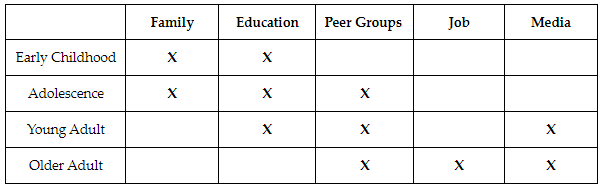 Family Education Peer Groups Job Media
Early Childhood X X
Adolescence X X X
Young Adult X X X
Older Adult X X X